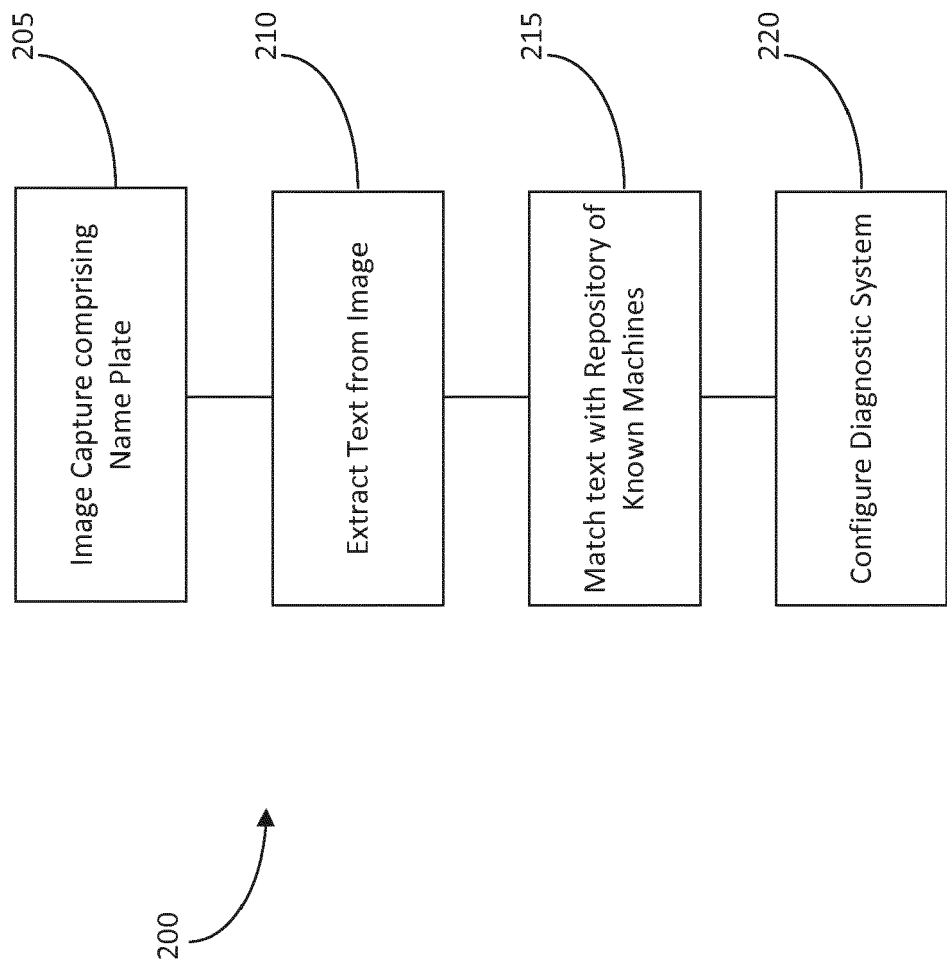 200
Image Capture comprising
Name Plate
205
Extract Text from Image
210
Match text with Repository of
Known Machines
215
Configure Diagnostic System
220